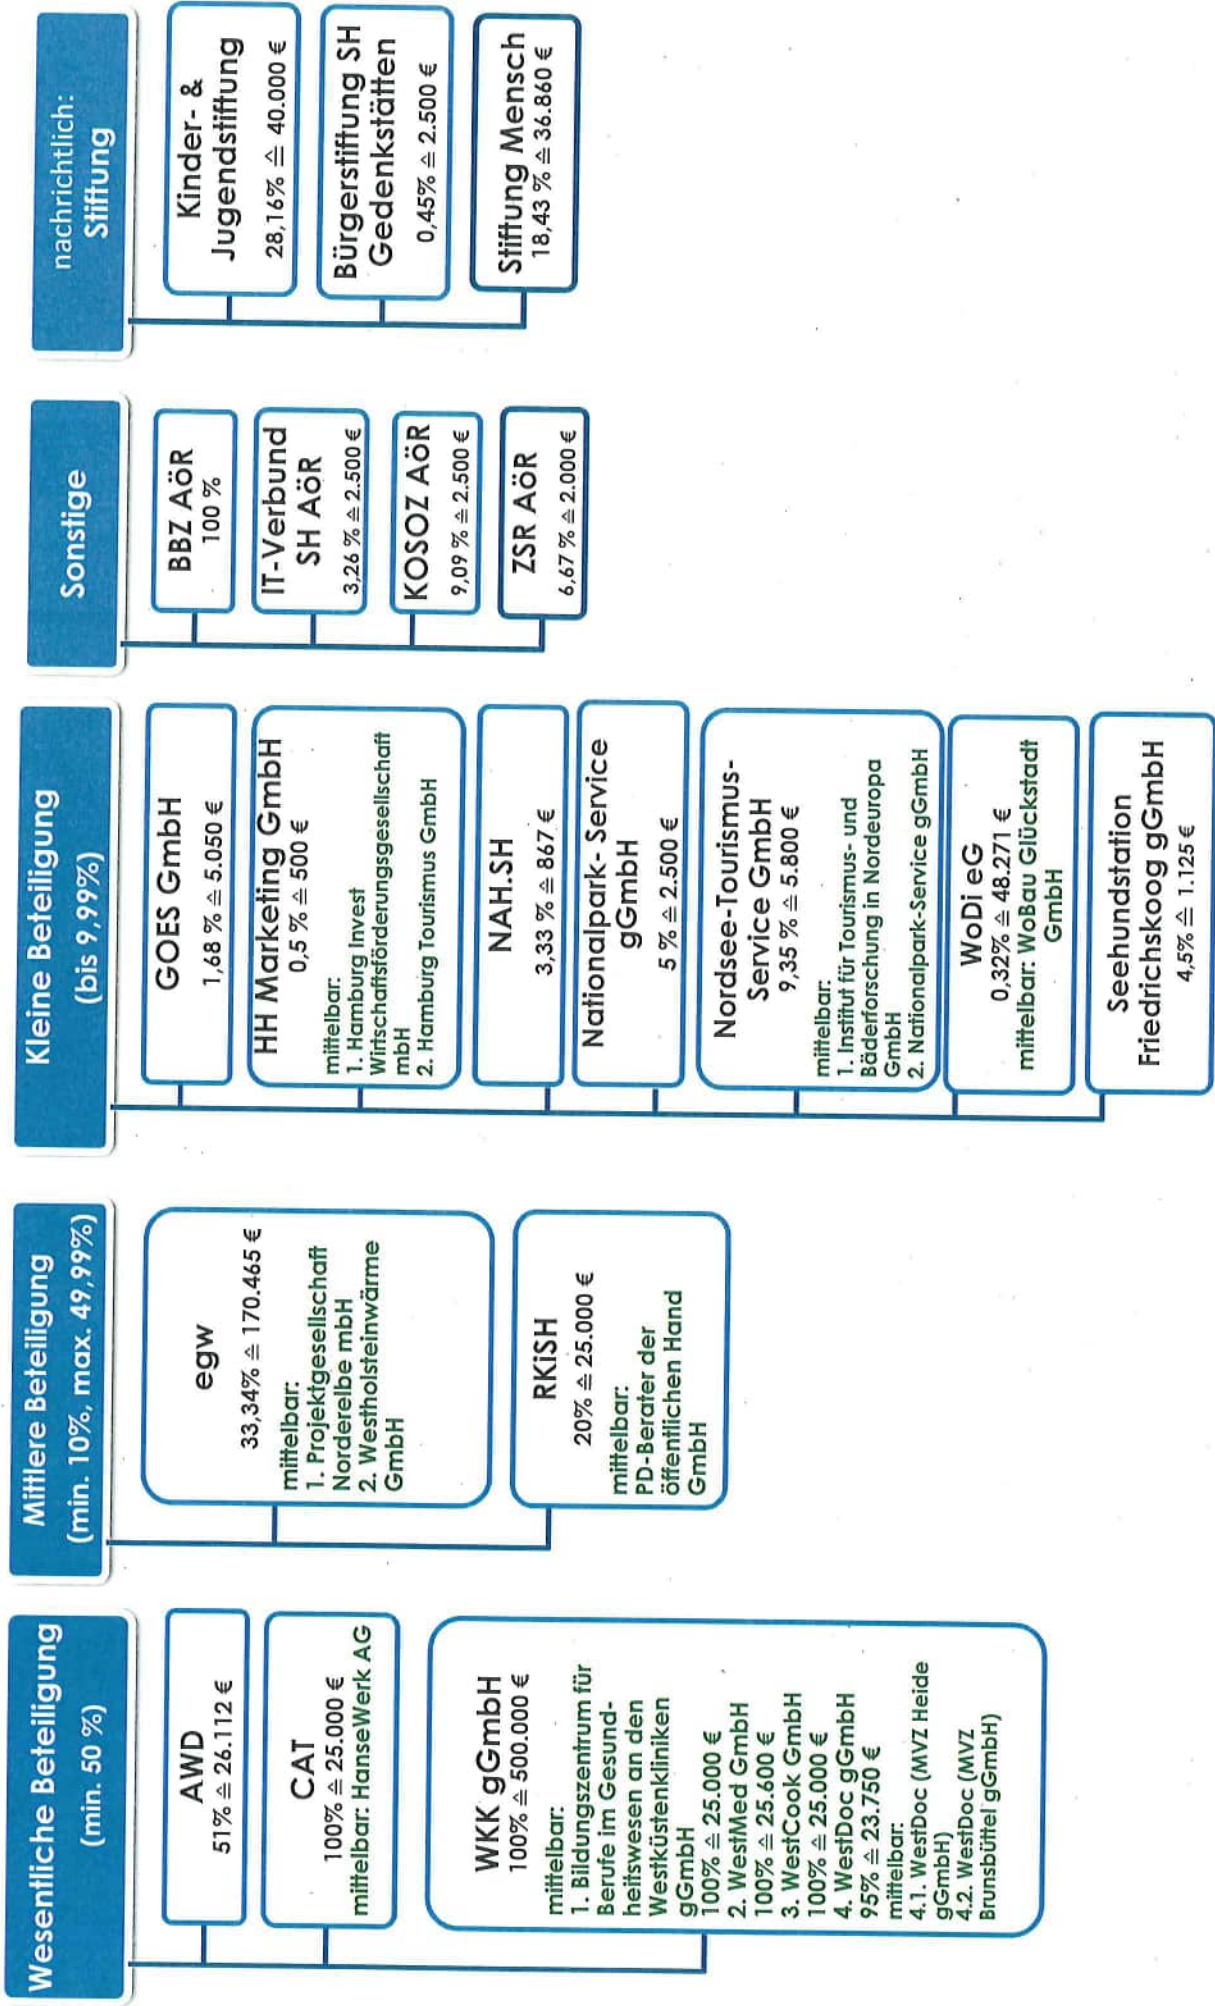 Wesentliche Beteiligung
(min. 50 %)
AWD
51% ≙ 26.112 €
CAT
100% ≙ 25.000 €
mittelbar: HanseWerk AG
WKK gGmbH
100% ≙ 500.000 €
mittelbar:
1. Bildungszentrum für
Berufe im Gesund-
heitswesen an den
Westküstenkliniken
gGmbH
100% ≙ 25.000 €
2. WestMed GmbH
100% ≙ 25.600 €
3. WestCook GmbH
100% ≙ 25.000 €
4. WestDoc gGmbH
95% ≙ 23.750 €
mittelbar:
4.1. WestDoc (MVZ Heide
gGmbH)
4.2. WestDoc (MVZ
Brunsbüttel gGmbH)
Mittlere Beteiligung
(min. 10%, max. 49,99%)
egw
33,34% ≙ 170.465 €
mittelbar:
1. Projektgesellschaft
Norderelbe mbH
2. Westholsteinwärme
GmbH
RKiSH
20% ≙ 25.000 €
mittelbar:
PD-Berater der
öffentlichen Hand
GmbH
Kleine Beteiligung
(bis 9,99%)
GOES GmbH
1,68 % ≙ 5.050 €
HH Marketing GmbH
0,5 % ≙ 500 €
mittelbar:
1. Hamburg Invest
Wirtschaftsförderungsgesellschaft
mbH
2. Hamburg Tourismus GmbH
NAH.SH
3,33 % ≙ 867 €
Nationalpark- Service
gGmbH
5 % ≙ 2.500 €
Nordsee-Tourismus-
Service GmbH
9,35 % ≙ 5.800 €
mittelbar:
1. Institut für Tourismus- und
Bäderforschung in Nordeuropa
GmbH
2. Nationalpark-Service gGmbH
WoDi eG
0,32% ≙ 48.271 €
mittelbar: WoBau Glückstadt
GmbH
Seehundstation
Friedrichskoog gGmbH
4,5% ≙ 1.125 €
Sonstige
BBZ AöR
100 %
IT-Verbund
SH AöR
3,26 % ≙ 2.500 €
KOSOZ AöR
9,09 % ≙ 2.500 €
ZSR AöR
6,67 % ≙ 2.000 €
nachrichtlich:
Stiftung
Kinder- &
Jugendstiftung
28,16% ≙ 40.000 €
Bürgerstiftung SH
Gedenkstätten
0,45% ≙ 2.500 €
Stiftung Mensch
18,43 % ≙ 36.860 €